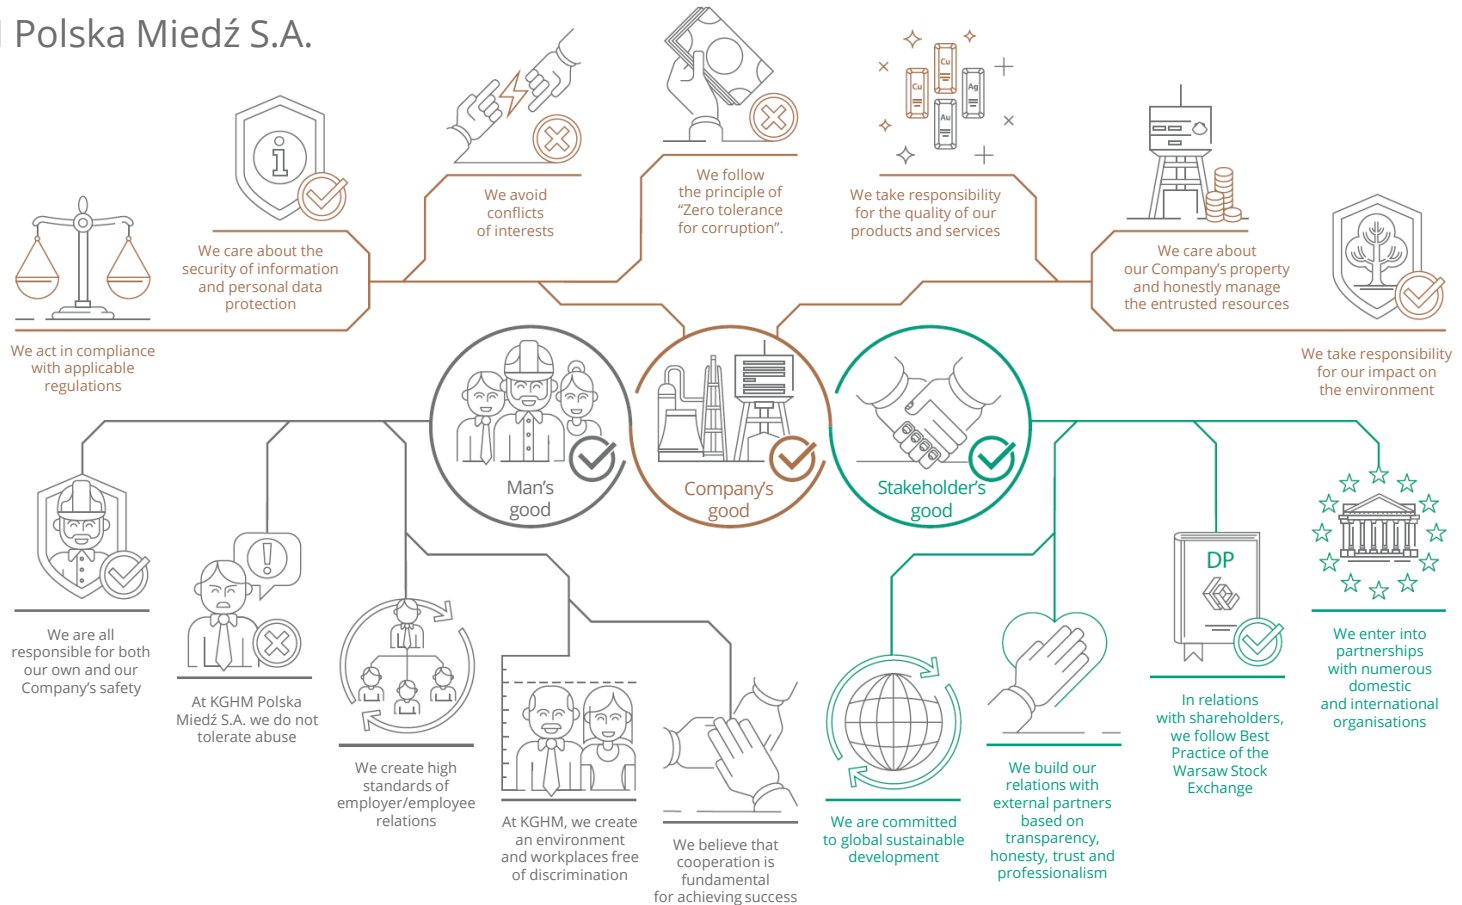 Polska Miedź S.A.
Cu
Cu
Ag
Au
We act in compliance
with applicable
regulations
We care about the
security of information
and personal data
protection
We avoid
conflicts
of interests
We follow
the principle of
“Zero tolerance
for corruption”.
We take responsibility
for the quality of our
products and services
We care about
our Company’s property
and honestly manage
the entrusted resources
We take responsibility
for our impact on
the environment
Man’s
good
Company’s
good
Stakeholder’s
good
We are all
responsible for both
our own and our
Company’s safety
At KGHM Polska
Miedź S.A. we do not
tolerate abuse
We create high
standards of
employer/employee
relations
At KGHM, we create
an environment
and workplaces free
of discrimination
We believe that
cooperation is
fundamental
for achieving success
We are committed
to global sustainable
development
We build our
relations with
external partners
based on
transparency,
honesty, trust and
professionalism
DP
In relations
with shareholders,
we follow Best
Practice of the
Warsaw Stock
Exchange
We enter into
partnerships
with numerous
domestic
and international
organisations